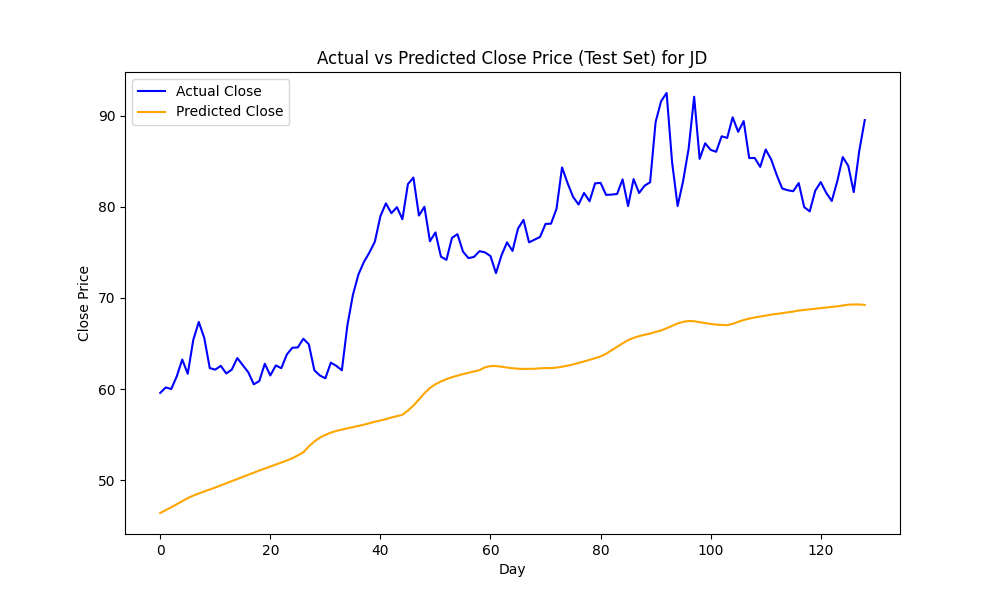 Actual vs Predicted Close Price (Test Set) for JD
Actual Close
Predicted Close
90
80
70
60
50
Close Price
0 20 40 60 80 100 120
Day